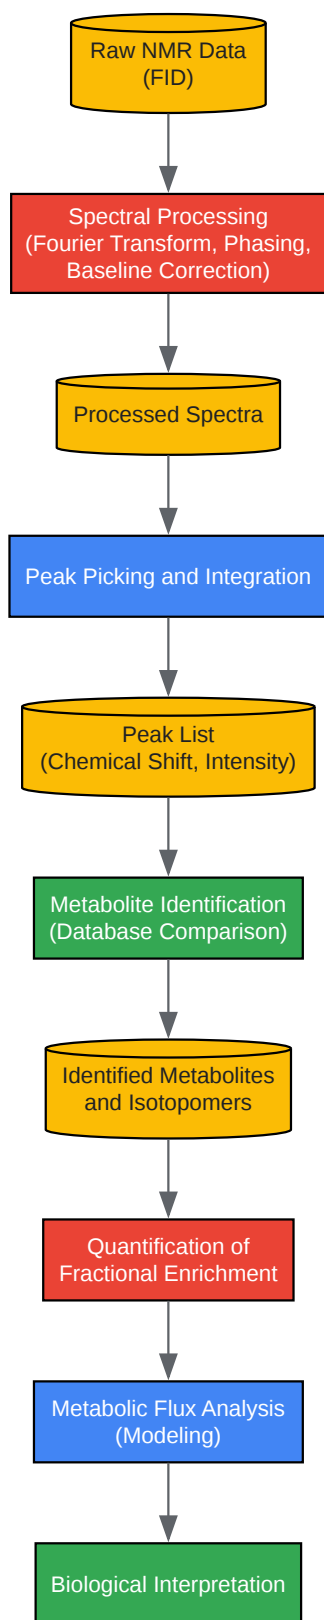 Raw NMR Data
(FID)
Spectral Processing
(Fourier Transform, Phasing,
Baseline Correction)
Processed Spectra
Peak Picking and Integration
Peak List
(Chemical Shift, Intensity)
Metabolite Identification
(Database Comparison)
Identified Metabolites
and Isotopomers
Quantification of
Fractional Enrichment
Metabolic Flux Analysis
(Modeling)
Biological Interpretation